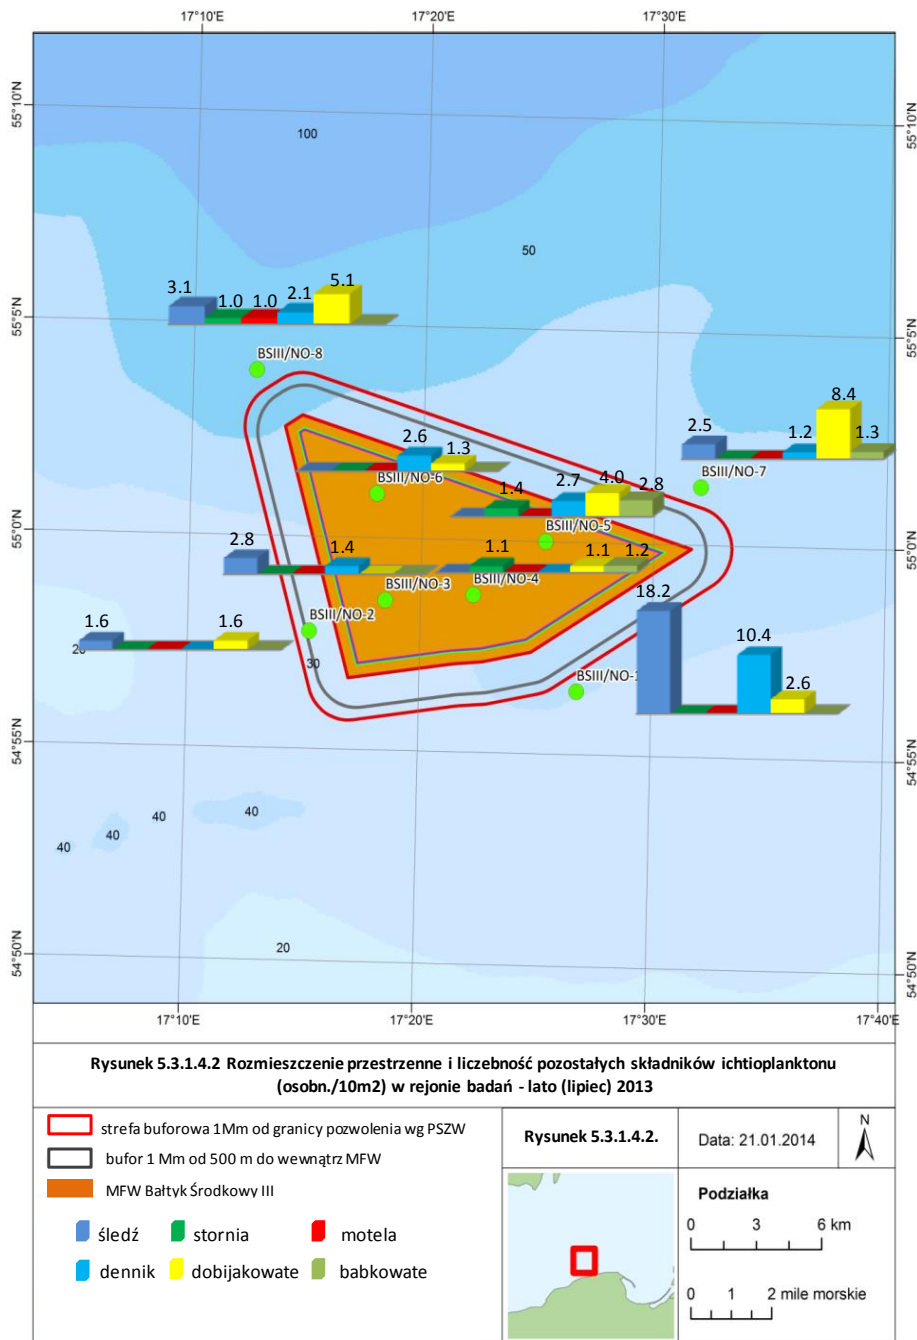 17°10'E 17°20'E 17°30'E
55°10'N 55°10'N
100
50
3.1 1.0 1.0 2.1 5.1
55°5'N 55°5'N
BSIII/NO-8
2.5 1.2 8.4 1.3
BSIII/NO-7
2.6 1.3
BSIII/NO-6
1.4 2.7 4.0 2.8
BSIII/NO-5
55°0'N 55°0'N
2.8 1.4
BSIII/NO-3
1.1 1.1 1.2
BSIII/NO-4
BSIII/NO-2
1.6 1.6
20
30
18.2 10.4 2.6
BSIII/NO-1
54°55'N 54°55'N
40 40 40 40
20
54°50'N 54°50'N
17°10'E 17°20'E 17°30'E 17°40'E
Rysunek 5.3.1.4.2 Rozmieszczenie przestrzenne i liczebność pozostałych składników ichtioplanktonu
(osobn./10m2) w rejonie badań - lato (lipiec) 2013
strefa buforowa 1Mm od granicy pozwolenia wg PSZW
bufor 1 Mm od 500 m do wewnątrz MFW
MFW Bałtyk Środkowy III
śledź stornia motela
dennik dobijakowate babkowate
Rysunek 5.3.1.4.2.
Data: 21.01.2014
N
Podziałka
0 3 6 km
0 1 2 mile morskie